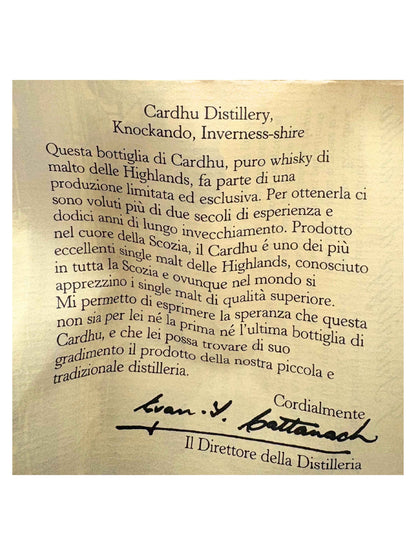 Cardhu Distillery,
Knockando, Inverness-shire
Questa bottiglia di Cardhu, puro whisky di
malto delle Highlands, fa parte di una
produzione limitata ed esclusiva. Per ottenerla ci
sono voluti più di due secoli di esperienza e
dodici anni di lungo invecchiamento. Prodotto
nel cuore della Scozia, il Cardhu é uno dei più
eccellenti single malt delle Highlands, conosciuto
in tutta la Scozia e ovunque nel mondo si
apprezzino i single malt di qualità superiore.
Mi permetto di esprimere la speranza che questa
non sia per lei né la prima né l'ultima bottiglia di
Cardhu, e che lei possa trovare di suo
gradimento il prodotto della nostra piccola e
tradizionale distilleria.
Cordialmente
Evan. Y. Cattanach
Il Direttore della Distilleria